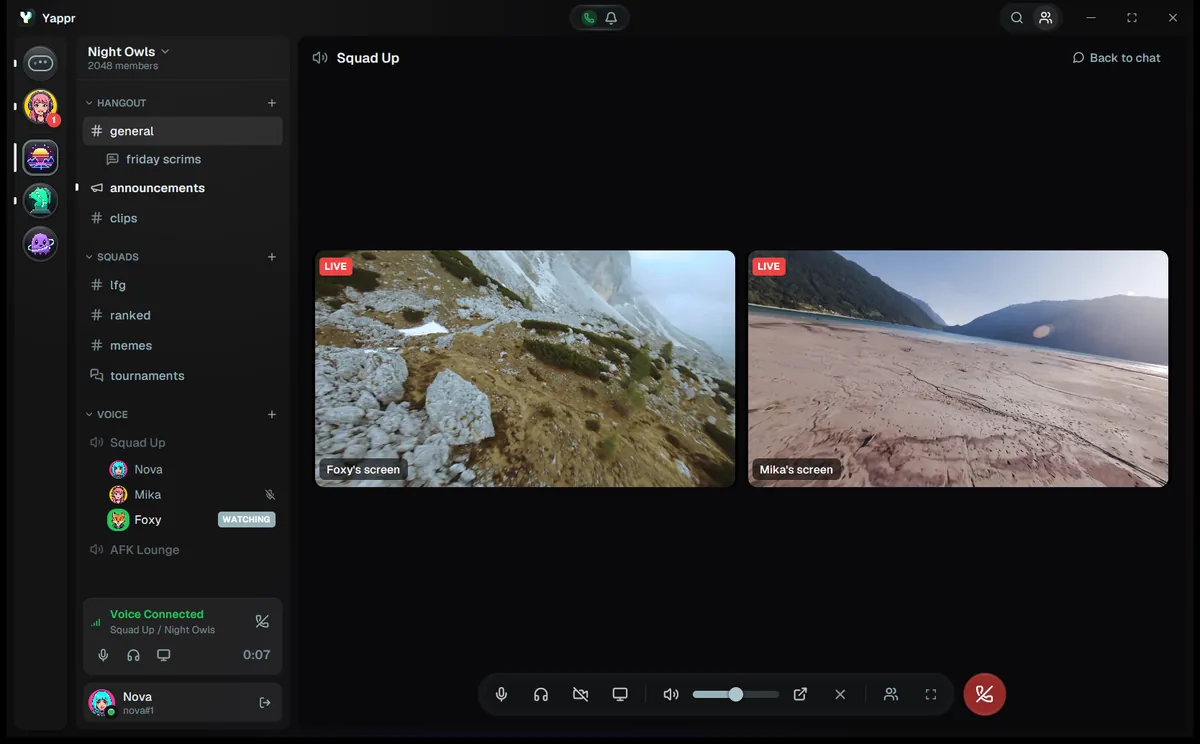 Yappr
1
Night Owls
2048 members
HANGOUT
general
friday scrims
announcements
clips
SQUADS
lfg
ranked
memes
tournaments
VOICE
Squad Up
Nova
Mika
Foxy
WATCHING
AFK Lounge
Voice Connected
Squad Up / Night Owls
0:07
Nova
nova#1
Squad Up
Back to chat
LIVE
Foxy's screen
LIVE
Mika's screen